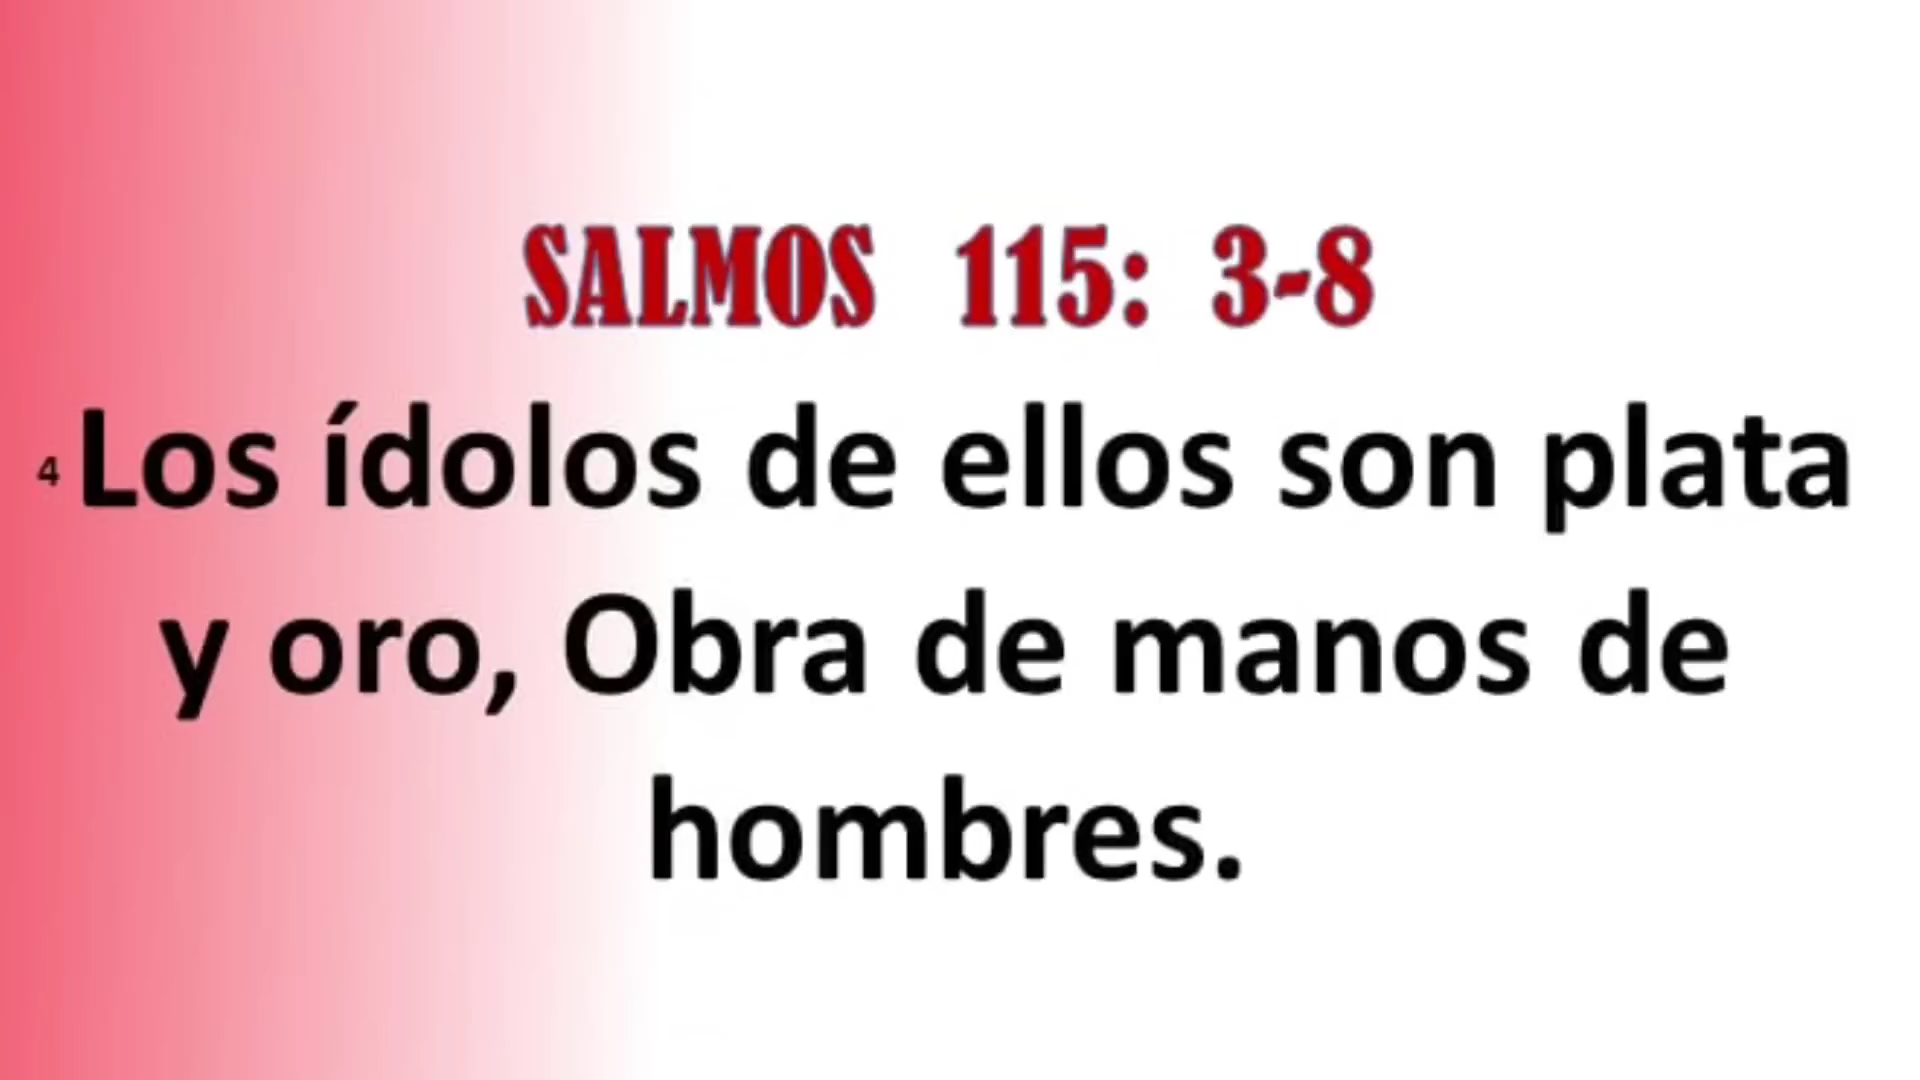 SALMOS 115: 3-8
4 Los ídolos de ellos son plata
y oro, Obra de manos de
hombres.